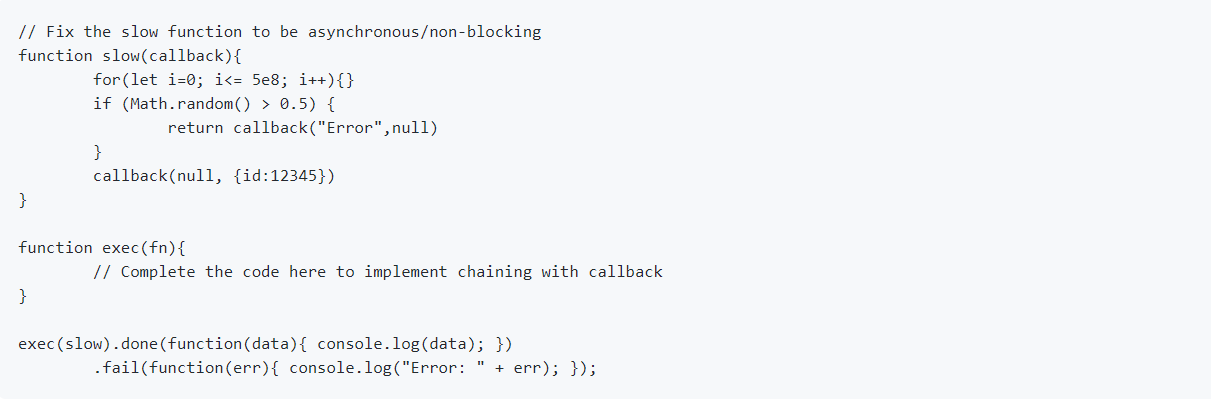 // Fix the slow function to be asynchronous/non-blocking
function slow(callback){
        for(let i=0; i<= 5e8; i++){}
        if (Math.random() > 0.5) {
                return callback("Error",null)
        }
        callback(null, {id:12345})
}

function exec(fn){
        // Complete the code here to implement chaining with callback
}

exec(slow).done(function(data){ console.log(data); })
        .fail(function(err){ console.log("Error: " + err); });